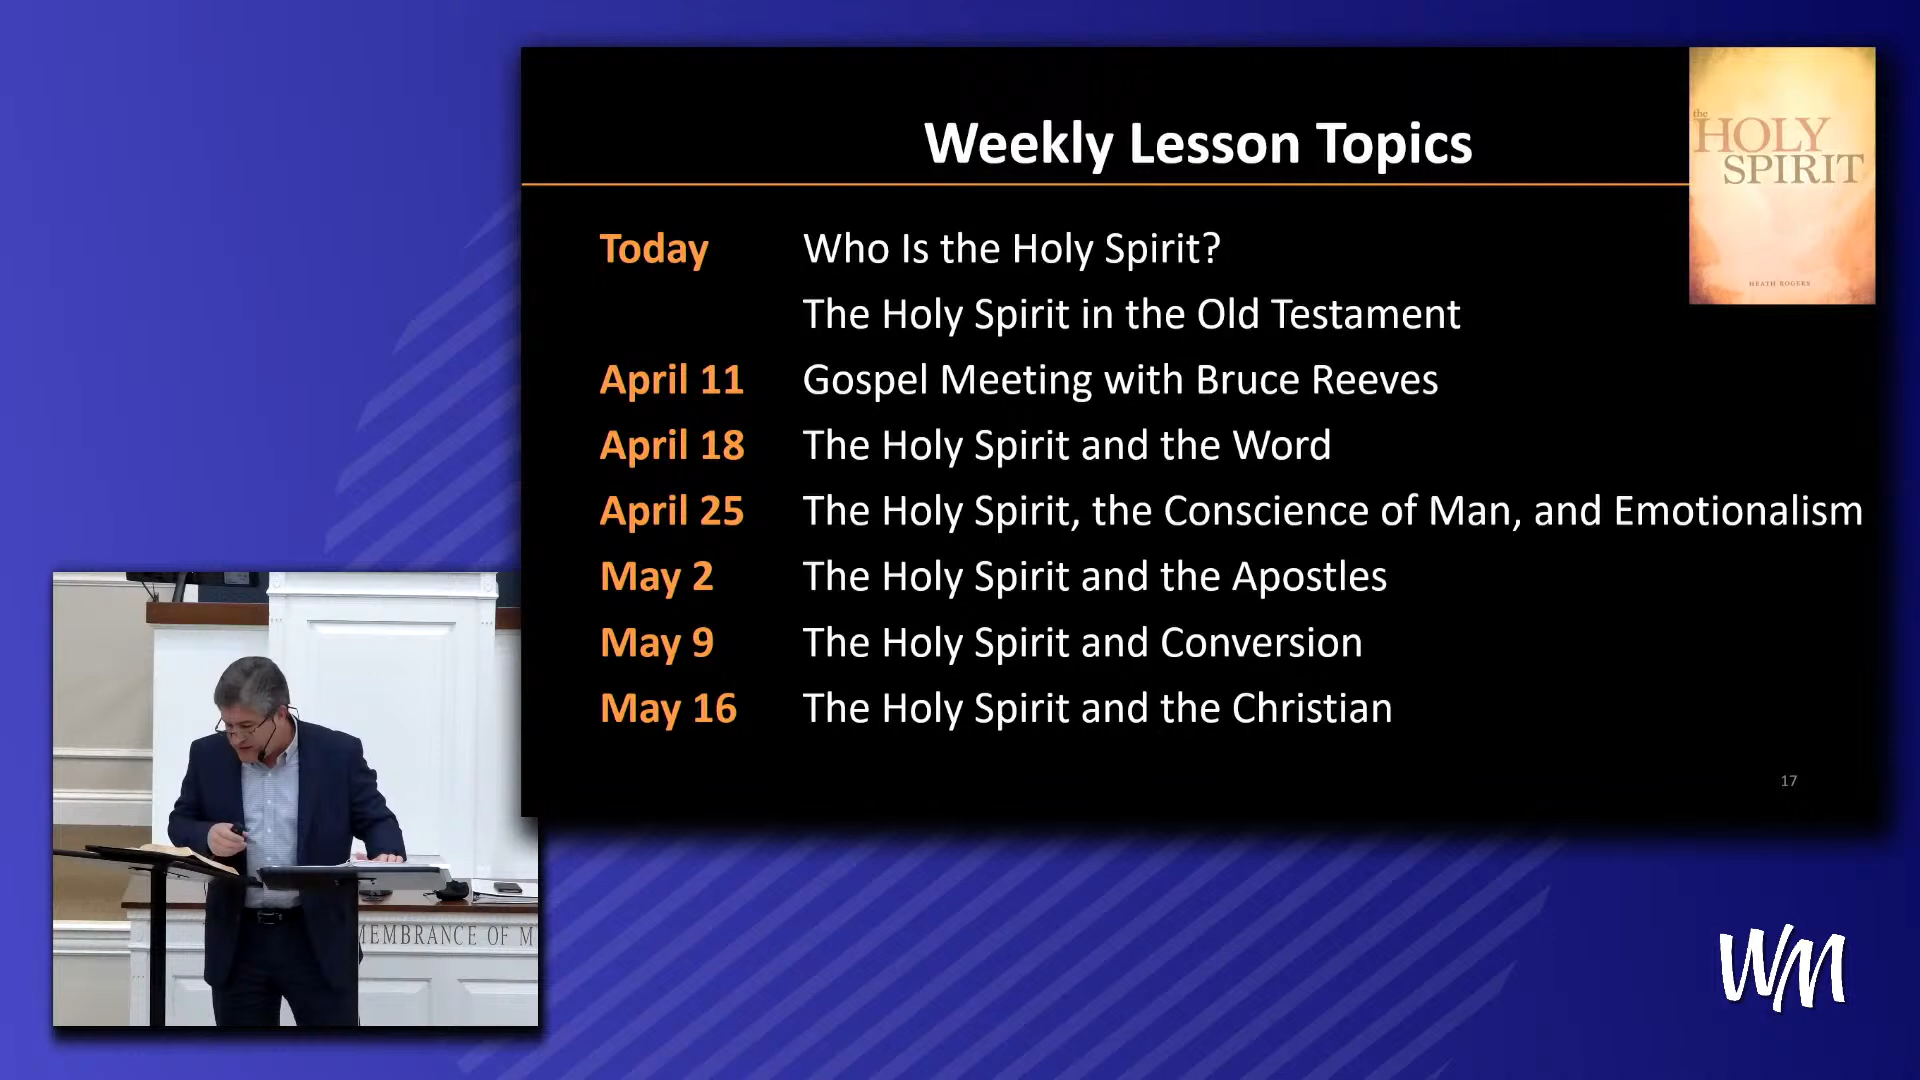 Weekly Lesson Topics
the
HOLY
SPIRIT
HEATH ROGERS
Today Who Is the Holy Spirit?
The Holy Spirit in the Old Testament
April 11 Gospel Meeting with Bruce Reeves
April 18 The Holy Spirit and the Word
April 25 The Holy Spirit, the Conscience of Man, and Emotionalism
May 2 The Holy Spirit and the Apostles
May 9 The Holy Spirit and Conversion
May 16 The Holy Spirit and the Christian
17
MEMBRANCE OF M
WM